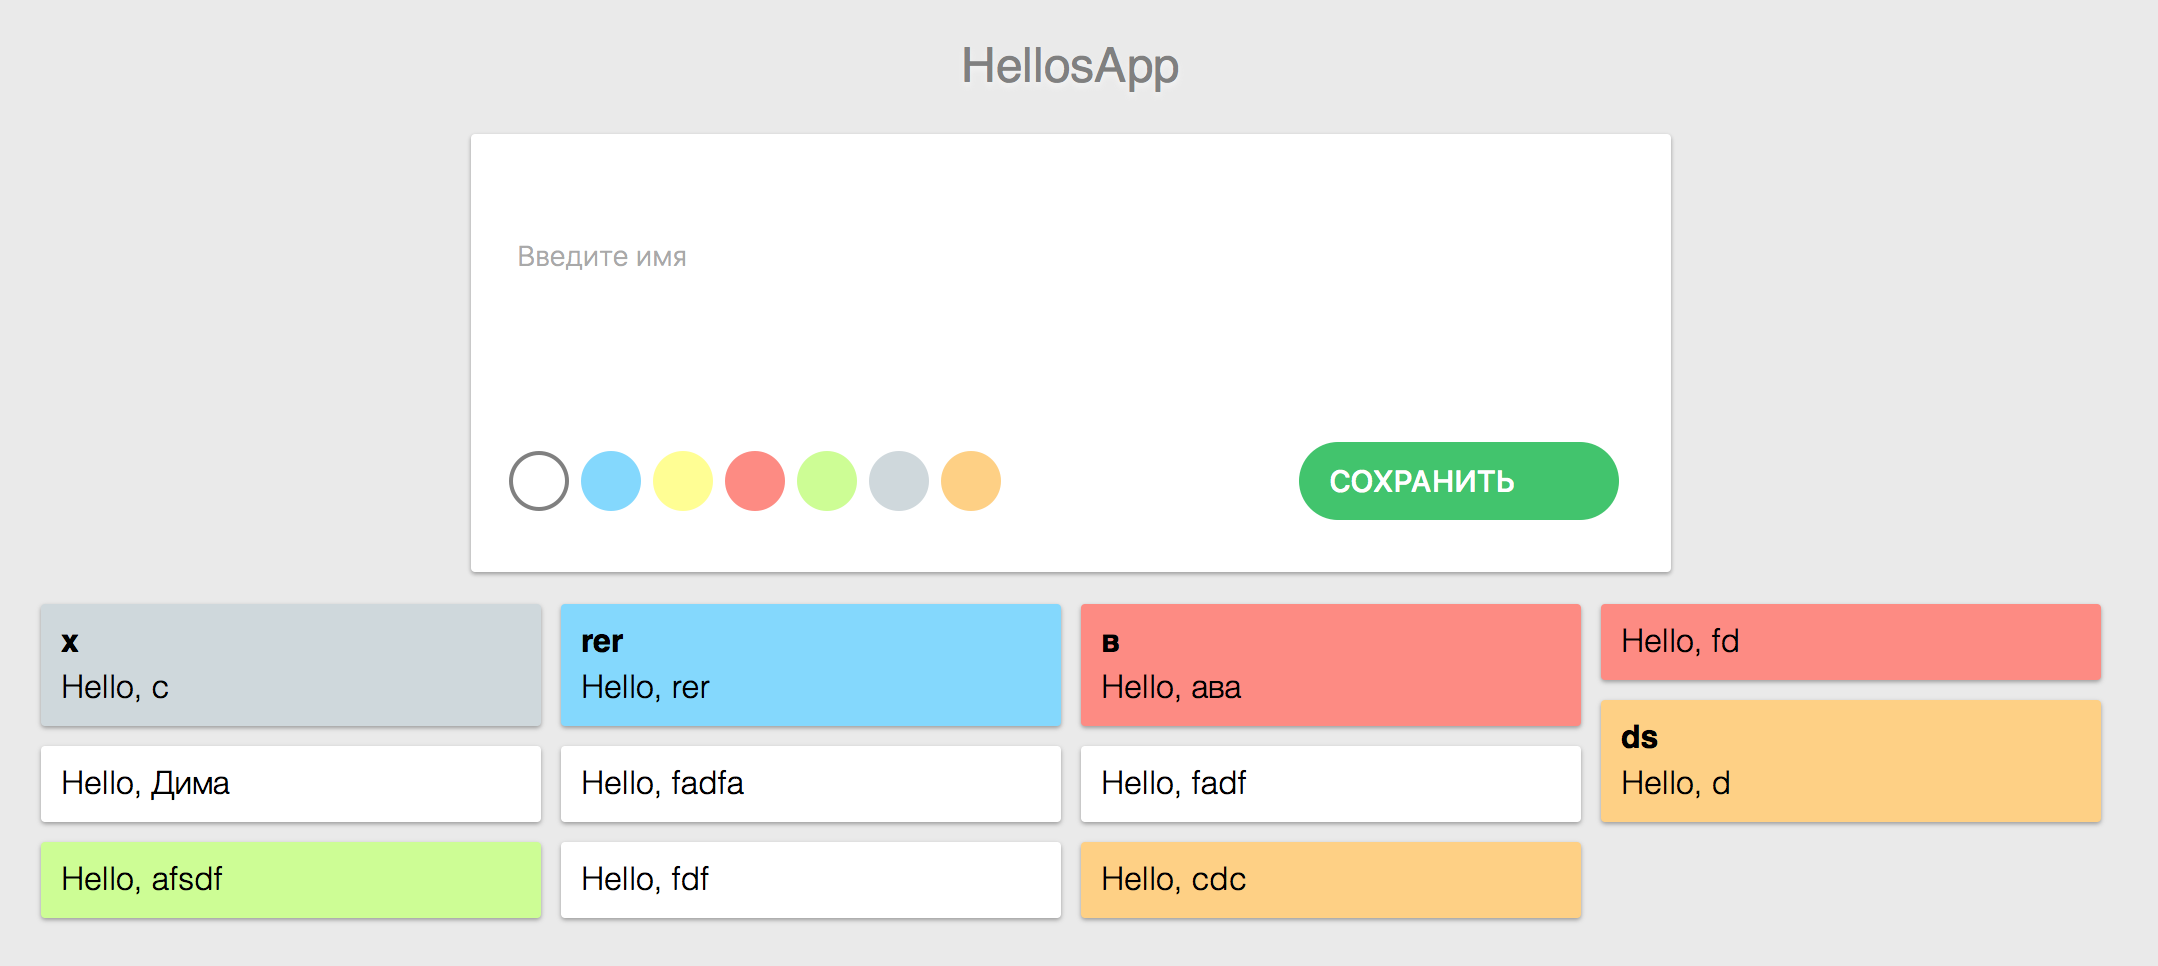 HellosApp
Введите имя
СОХРАНИТЬ
x
Hello, c
rer
Hello, rer
в
Hello, ава
Hello, fd
ds
Hello, d
Hello, Дима
Hello, fadfa
Hello, fadf
Hello, afsdf
Hello, fdf
Hello, cdc